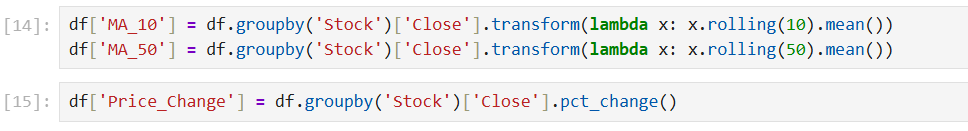 [14]: df['MA_10'] = df.groupby('Stock')['Close'].transform(lambda x: x.rolling(10).mean())
df['MA_50'] = df.groupby('Stock')['Close'].transform(lambda x: x.rolling(50).mean())
[15]: df['Price_Change'] = df.groupby('Stock')['Close'].pct_change()